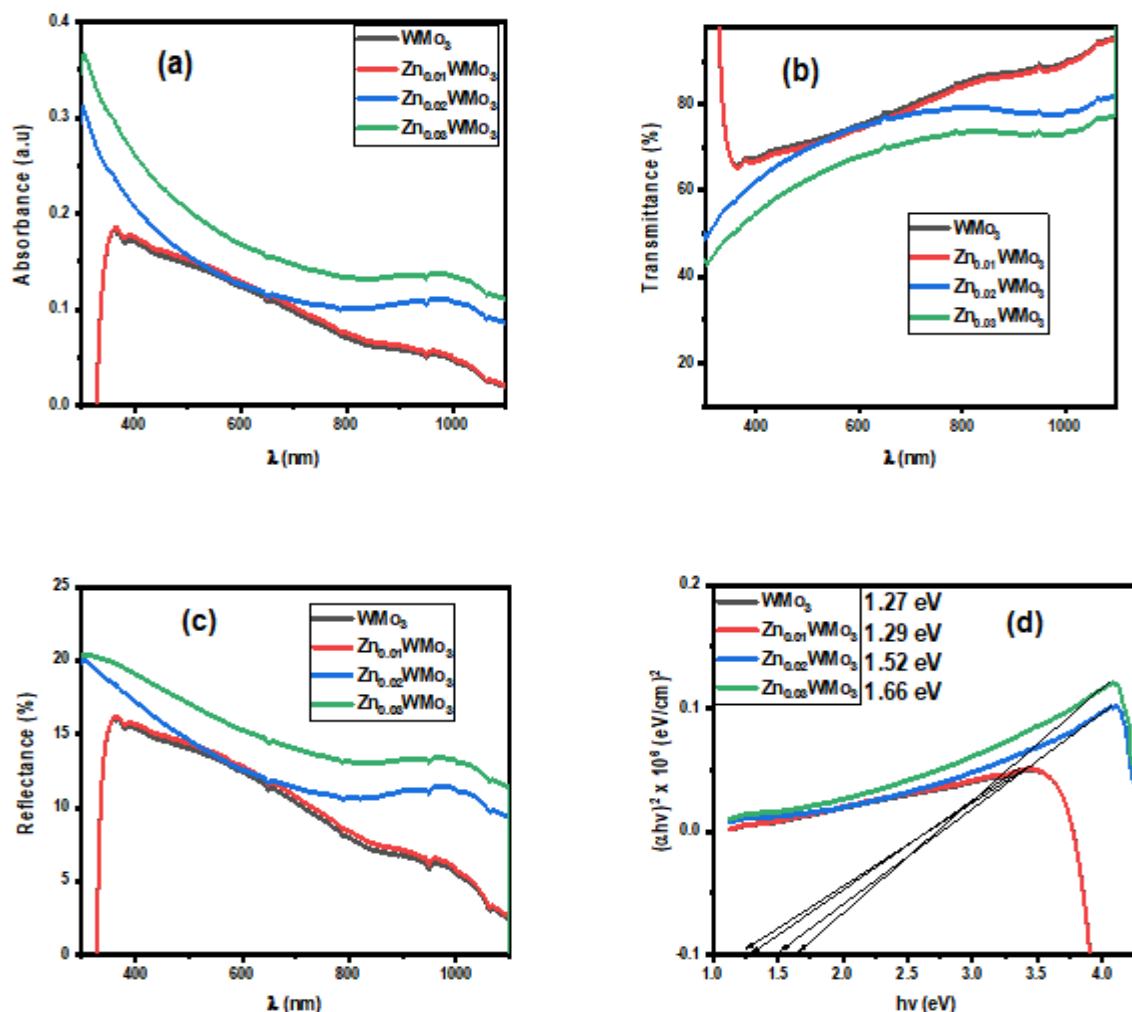 (a)
WMo₃
Zn₀.₀₁WMo₃
Zn₀.₀₂WMo₃
Zn₀.₀₃WMo₃
0.4
0.3
0.2
0.1
0.0
Absorbance (a.u)
400 600 800 1000
λ (nm)
(b)
WMo₃
Zn₀.₀₁WMo₃
Zn₀.₀₂WMo₃
Zn₀.₀₃WMo₃
80
60
40
20
Transmittance (%)
400 600 800 1000
λ (nm)
(c)
WMo₃
Zn₀.₀₁WMo₃
Zn₀.₀₂WMo₃
Zn₀.₀₃WMo₃
25
20
15
10
5
0
Reflectance (%)
400 600 800 1000
λ (nm)
(d)
WMo₃ 1.27 eV
Zn₀.₀₁WMo₃ 1.29 eV
Zn₀.₀₂WMo₃ 1.52 eV
Zn₀.₀₃WMo₃ 1.66 eV
0.2
0.1
0.0
-0.1
(αhv)² x 10⁶ (eV/cm)²
1.0 1.5 2.0 2.5 3.0 3.5 4.0
hv (eV)